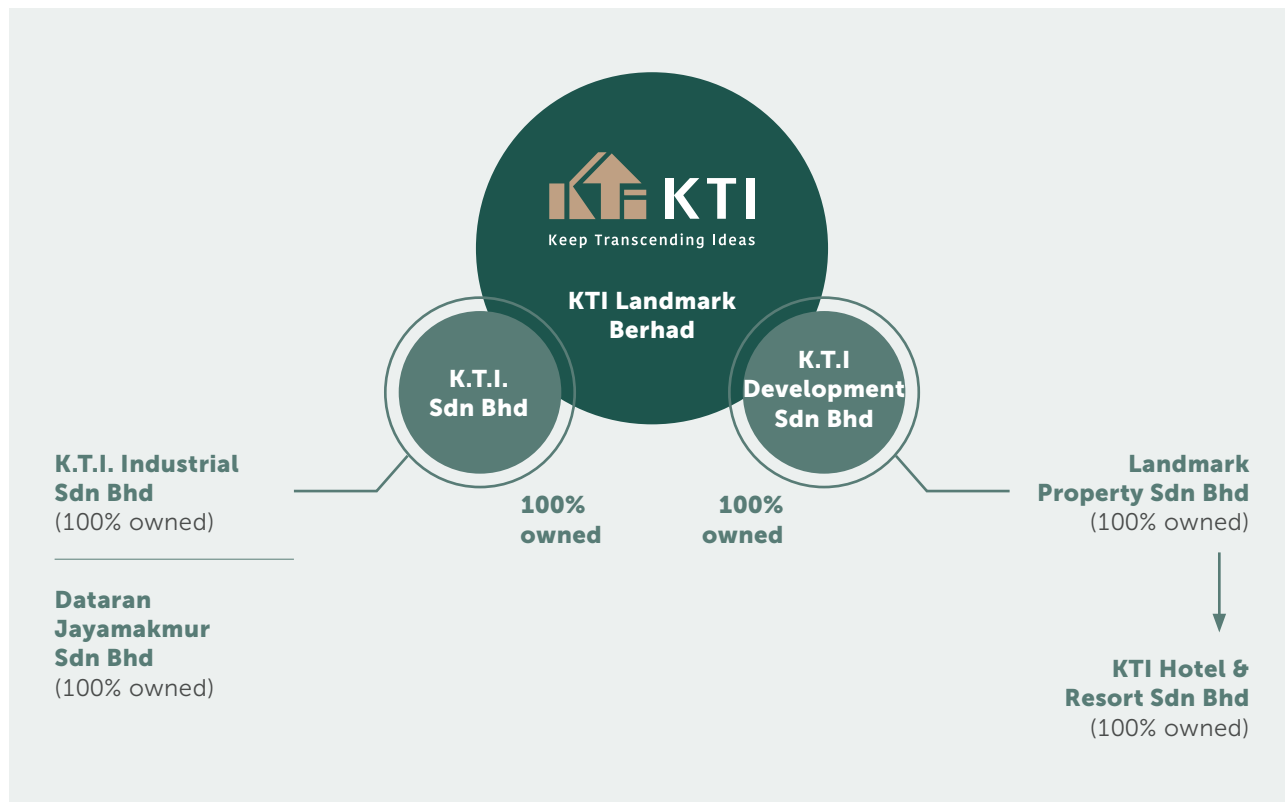 KTI
Keep Transcending Ideas
KTI Landmark
Berhad
K.T.I.
Sdn Bhd
100%
owned
K.T.I
Development
Sdn Bhd
100%
owned
K.T.I. Industrial
Sdn Bhd
(100% owned)
Dataran
Jayamakmur
Sdn Bhd
(100% owned)
Landmark
Property Sdn Bhd
(100% owned)
KTI Hotel &
Resort Sdn Bhd
(100% owned)